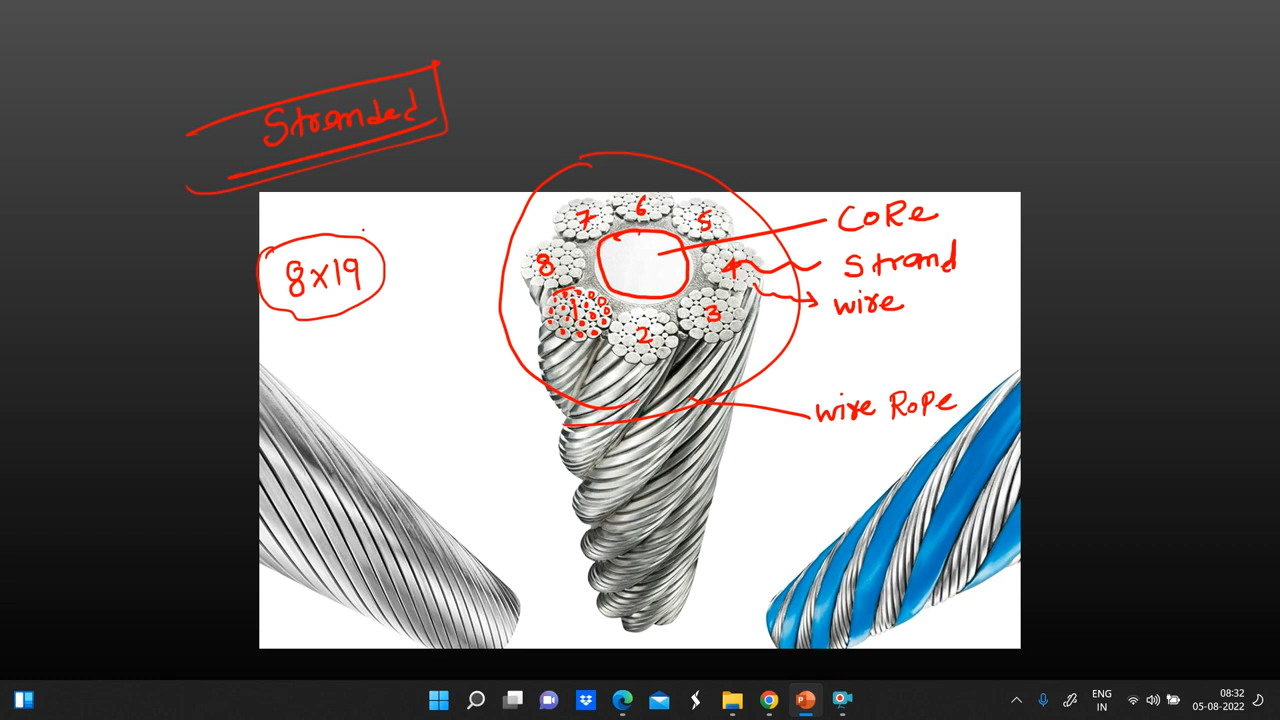 Stranded
8x19
7
6
5
8
1
2
3
CoRe
Strand
wire
wire RoPe
ENG
IN
08:32
05-08-2022